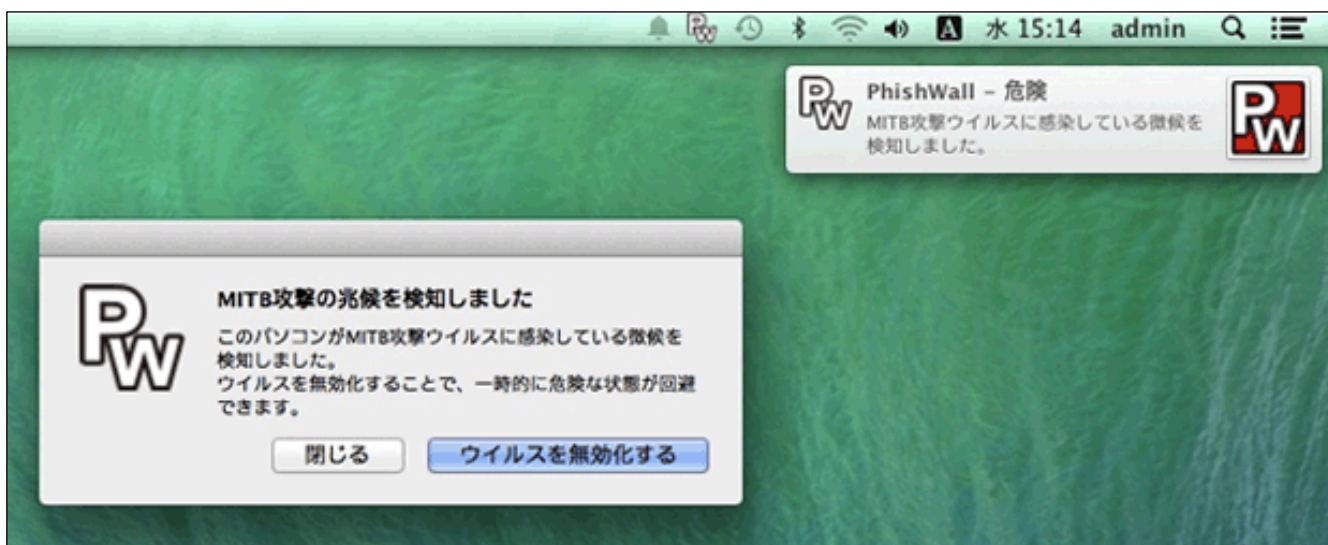 PW
A 水 15:14 admin
PW
PhishWall – 危険
MITB攻撃ウイルスに感染している徴候を
検知しました。
PW
PW
MITB攻撃の兆候を検知しました
このパソコンがMITB攻撃ウイルスに感染している徴候を
検知しました。
ウイルスを無効化することで、一時的に危険な状態が回避
できます。
閉じる
ウイルスを無効化する